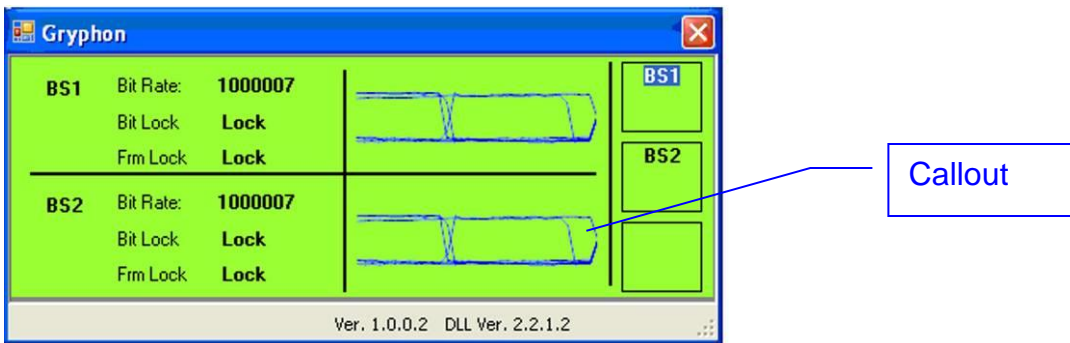 Gryphon
BS1 Bit Rate: 1000007
Bit Lock Lock
Frm Lock Lock
BS2 Bit Rate: 1000007
Bit Lock Lock
Frm Lock Lock
BS1
BS2
Ver. 1.0.0.2 DLL Ver. 2.2.1.2
Callout